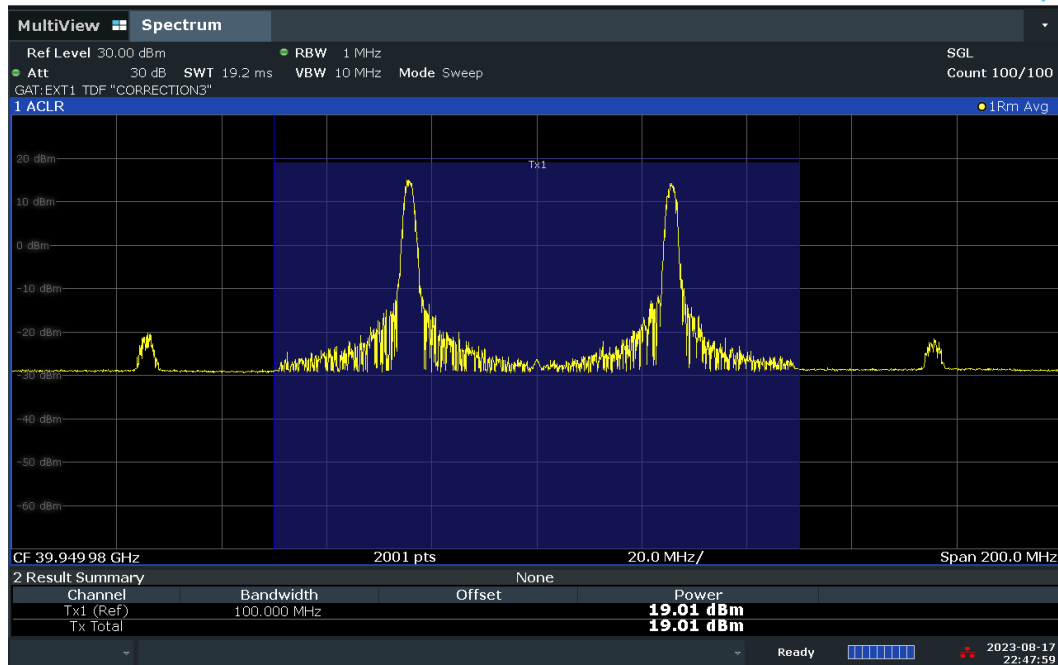 MultiView Spectrum
Ref Level 30.00 dBm RBW 1 MHz SGL
Att 30 dB SWT 19.2 ms VBW 10 MHz Mode Sweep Count 100/100
GAT:EXT1 TDF "CORRECTION3"
1 ACLR 1Rm Avg
20 dBm
Tx1
10 dBm
0 dBm
-10 dBm
-20 dBm
-30 dBm
-40 dBm
-50 dBm
-60 dBm
CF 39.949 98 GHz 2001 pts 20.0 MHz/ Span 200.0 MHz
2 Result Summary None
Channel Bandwidth Offset Power
Tx1 (Ref) 100.000 MHz 19.01 dBm
Tx Total 19.01 dBm
Ready 2023-08-17
22:47:59